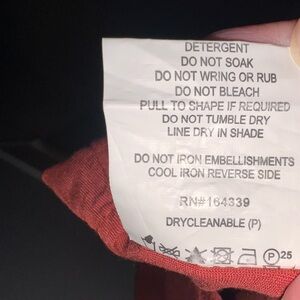 DETERGENT
DO NOT SOAK
DO NOT WRING OR RUB
DO NOT BLEACH
PULL TO SHAPE IF REQUIRED
DO NOT TUMBLE DRY
LINE DRY IN SHADE
DO NOT IRON EMBELLISHMENTS
COOL IRON REVERSE SIDE
RN#164339
DRYCLEANABLE (P)
P 25